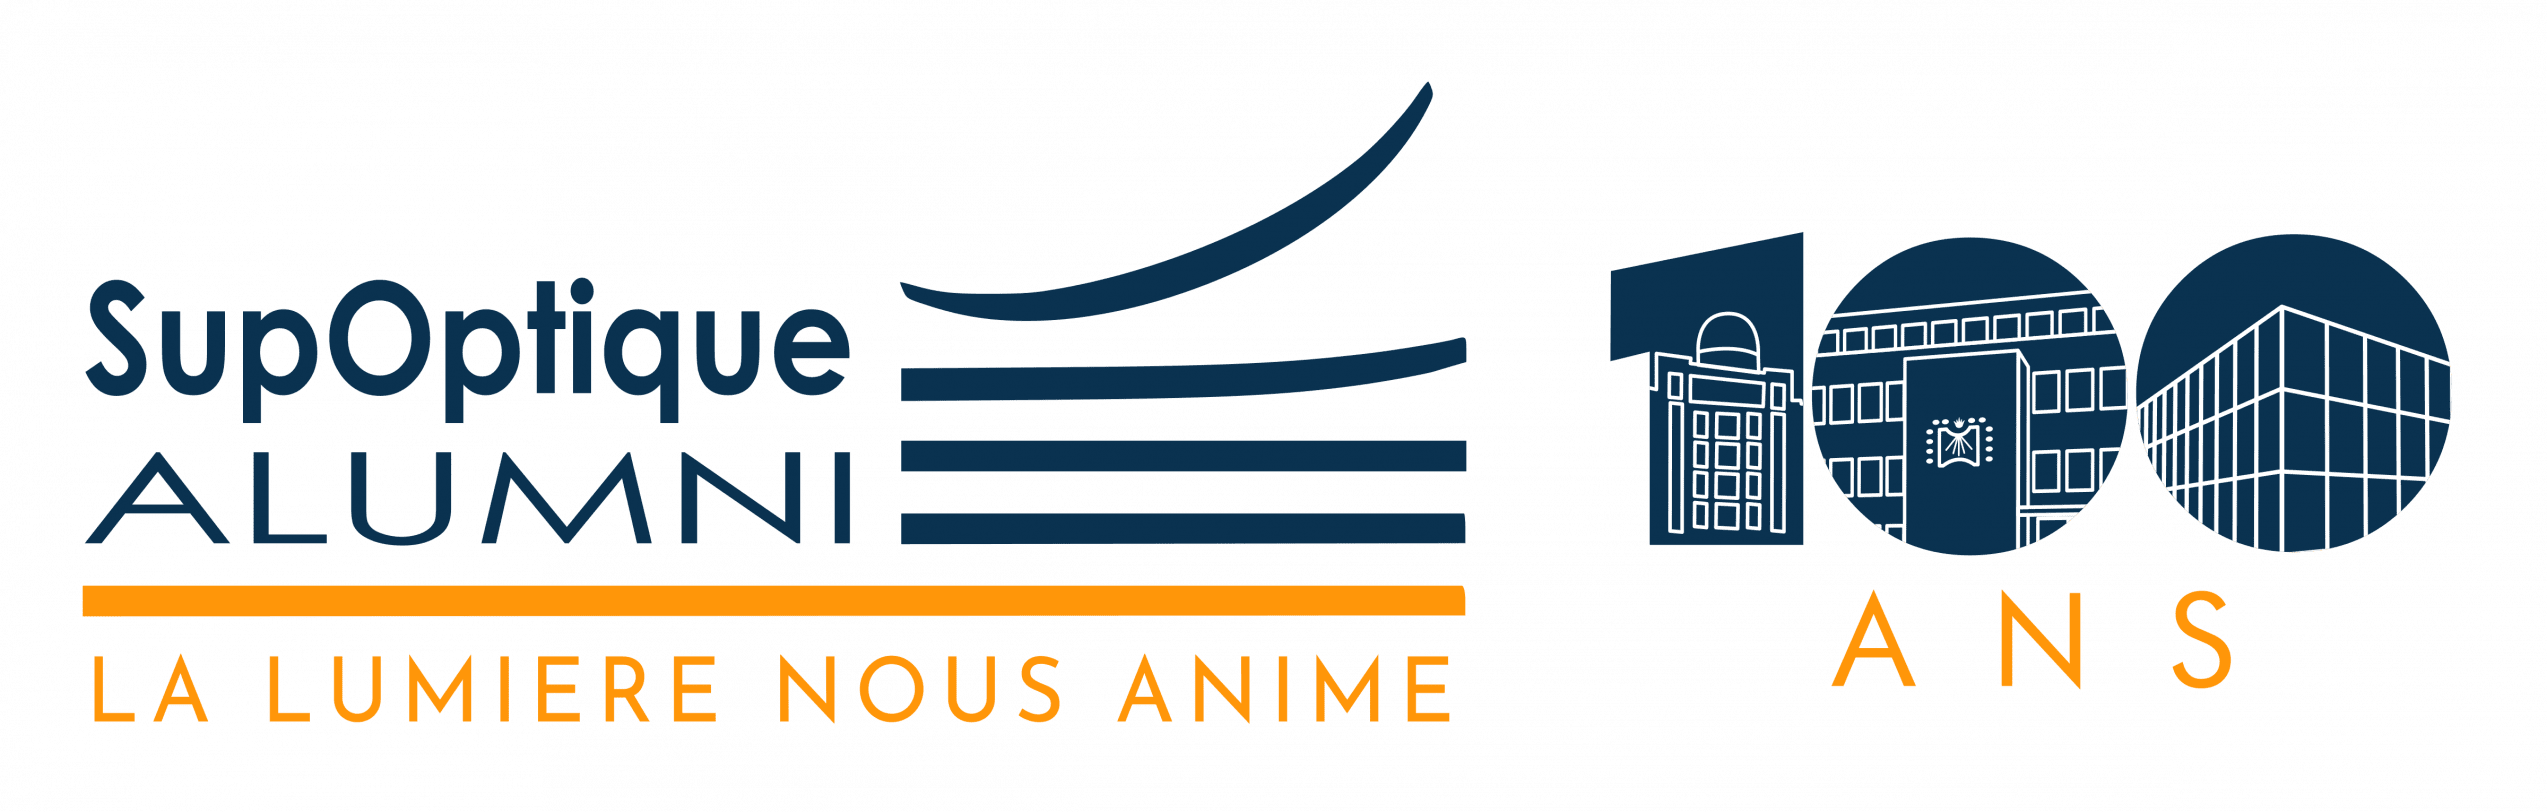 SupOptique
ALUMNI
LA LUMIERE NOUS ANIME
100
ANS